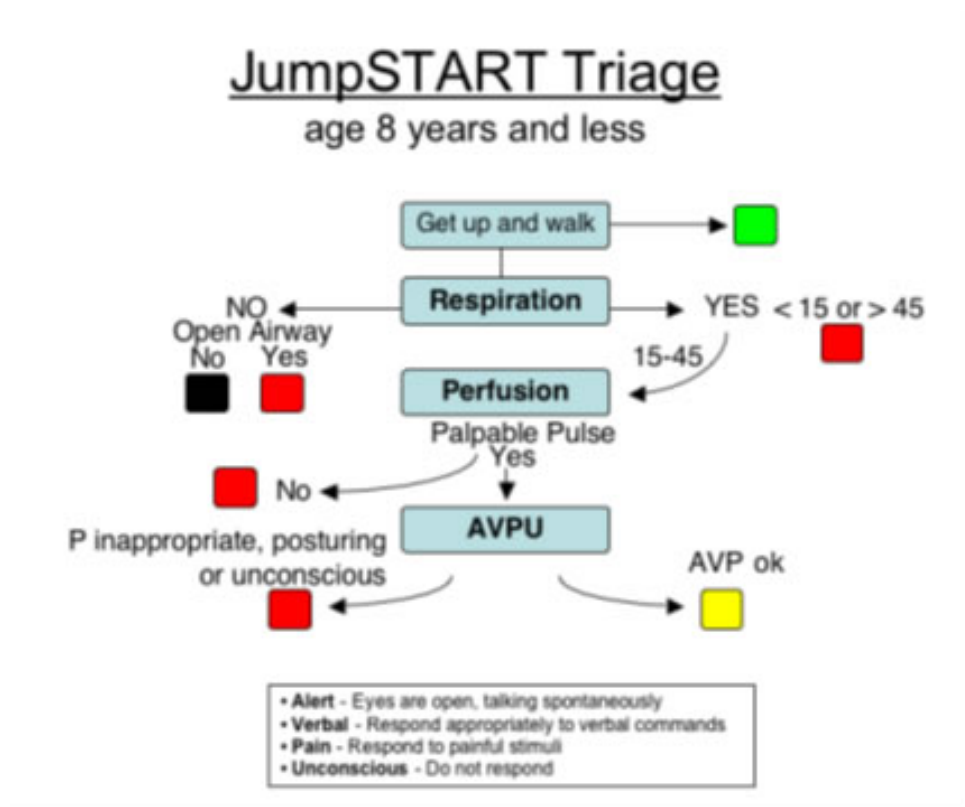 JumpSTART Triage
age 8 years and less
Get up and walk
Respiration
NO
Open Airway
No Yes
YES < 15 or > 45
15-45
Perfusion
Palpable Pulse
Yes
No
AVPU
P inappropriate, posturing
or unconscious
AVP ok
• Alert - Eyes are open, talking spontaneously
• Verbal - Respond appropriately to verbal commands
• Pain - Respond to painful stimuli
• Unconscious - Do not respond